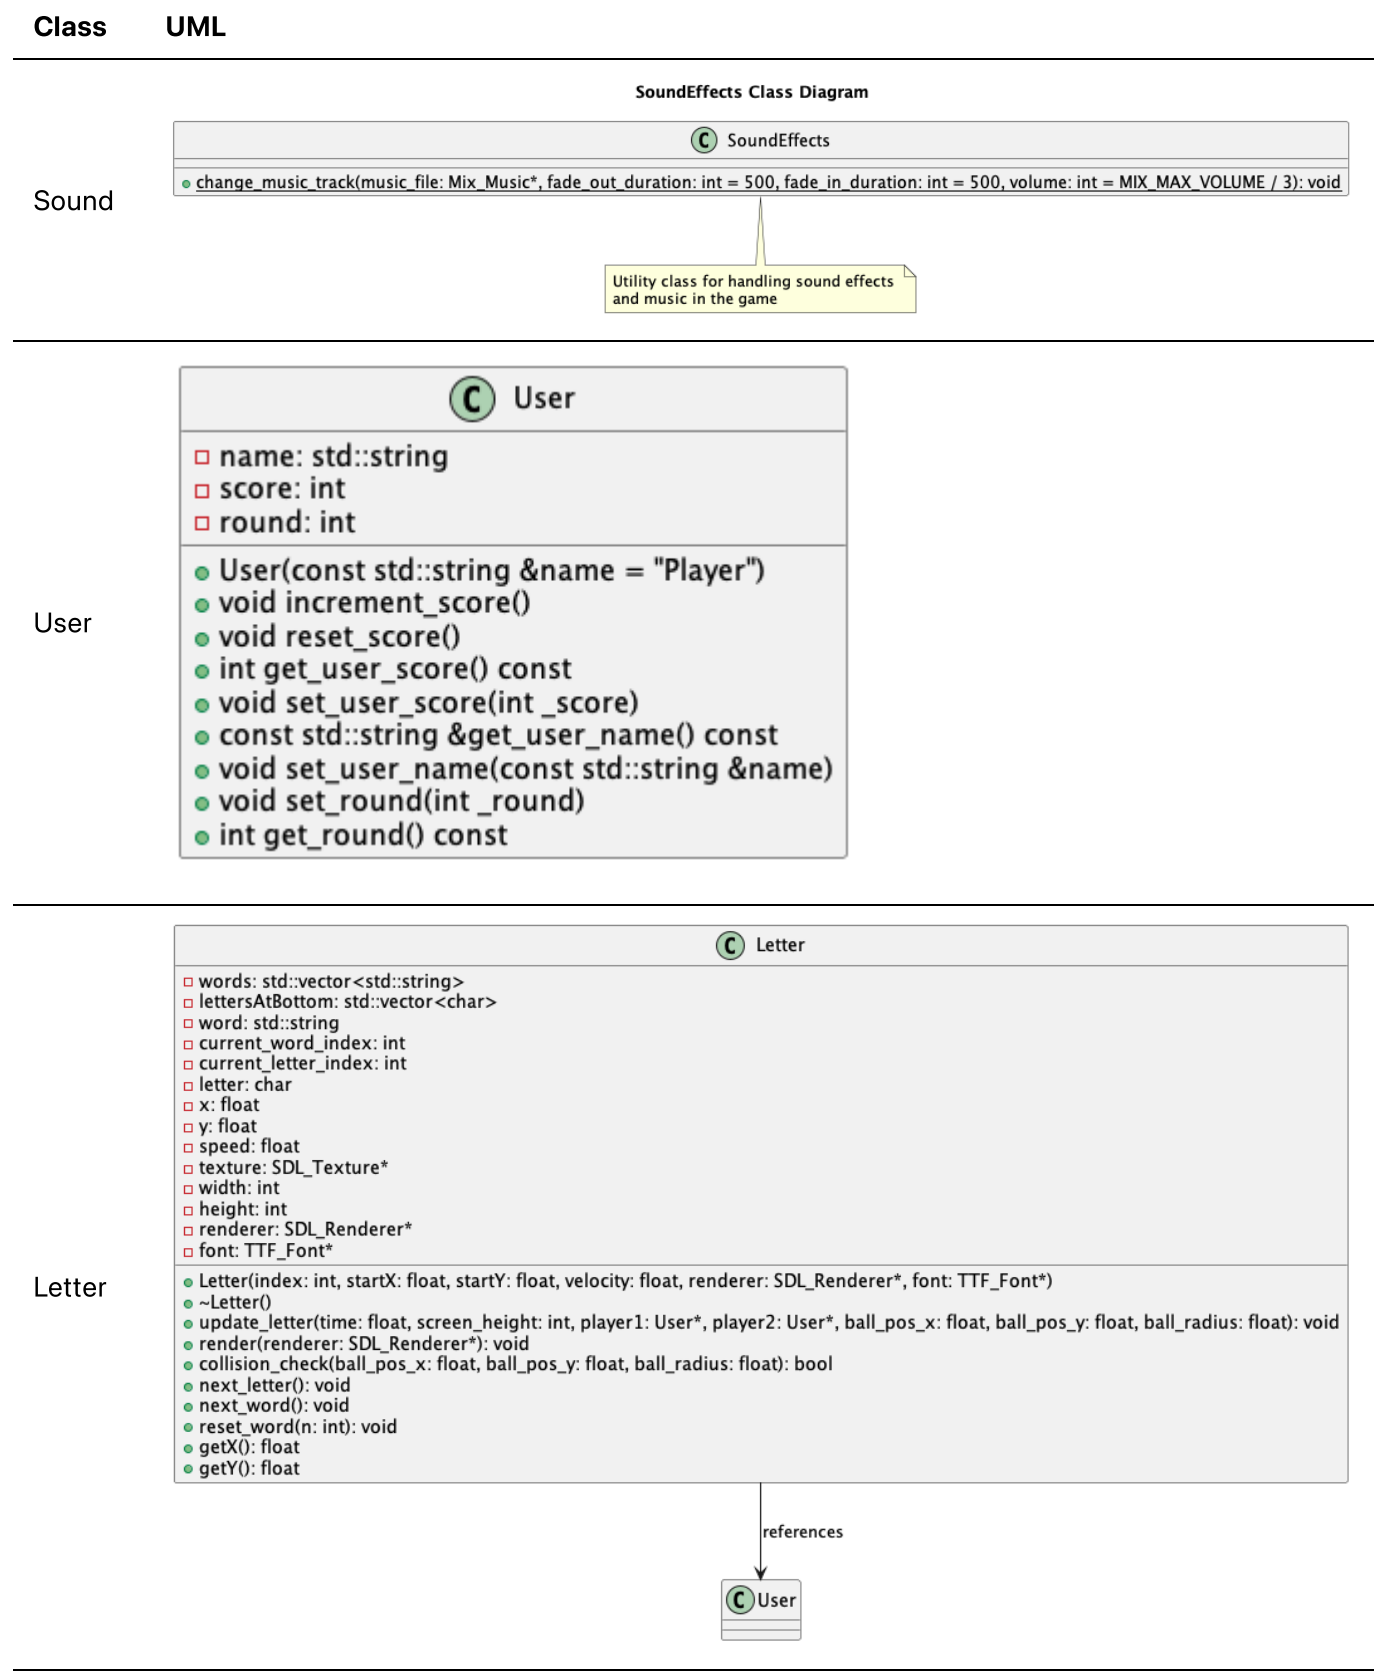 Class UML
SoundEffects Class Diagram
C SoundEffects
change_music_track(music_file: Mix_Music*, fade_out_duration: int = 500, fade_in_duration: int = 500, volume: int = MIX_MAX_VOLUME / 3): void
Sound
Utility class for handling sound effects
and music in the game
C User
name: std::string
score: int
round: int
User(const std::string &name = "Player")
void increment_score()
User
void reset_score()
int get_user_score() const
void set_user_score(int _score)
const std::string &get_user_name() const
void set_user_name(const std::string &name)
void set_round(int _round)
int get_round() const
C Letter
words: std::vector<std::string>
lettersAtBottom: std::vector<char>
word: std::string
current_word_index: int
current_letter_index: int
letter: char
x: float
y: float
speed: float
texture: SDL_Texture*
width: int
height: int
renderer: SDL_Renderer*
font: TTF_Font*
Letter
Letter(index: int, startX: float, startY: float, velocity: float, renderer: SDL_Renderer*, font: TTF_Font*)
~Letter()
update_letter(time: float, screen_height: int, player1: User*, player2: User*, ball_pos_x: float, ball_pos_y: float, ball_radius: float): void
render(renderer: SDL_Renderer*): void
collision_check(ball_pos_x: float, ball_pos_y: float, ball_radius: float): bool
next_letter(): void
next_word(): void
reset_word(n: int): void
getX(): float
getY(): float
references
C User